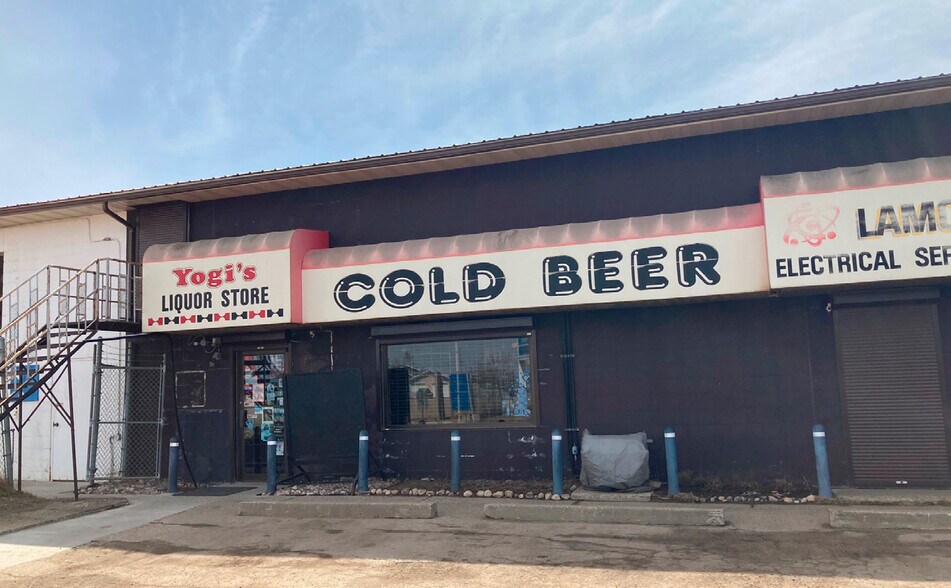 Yogi's
LIQUOR STORE
COLD BEER
ELECTRICAL